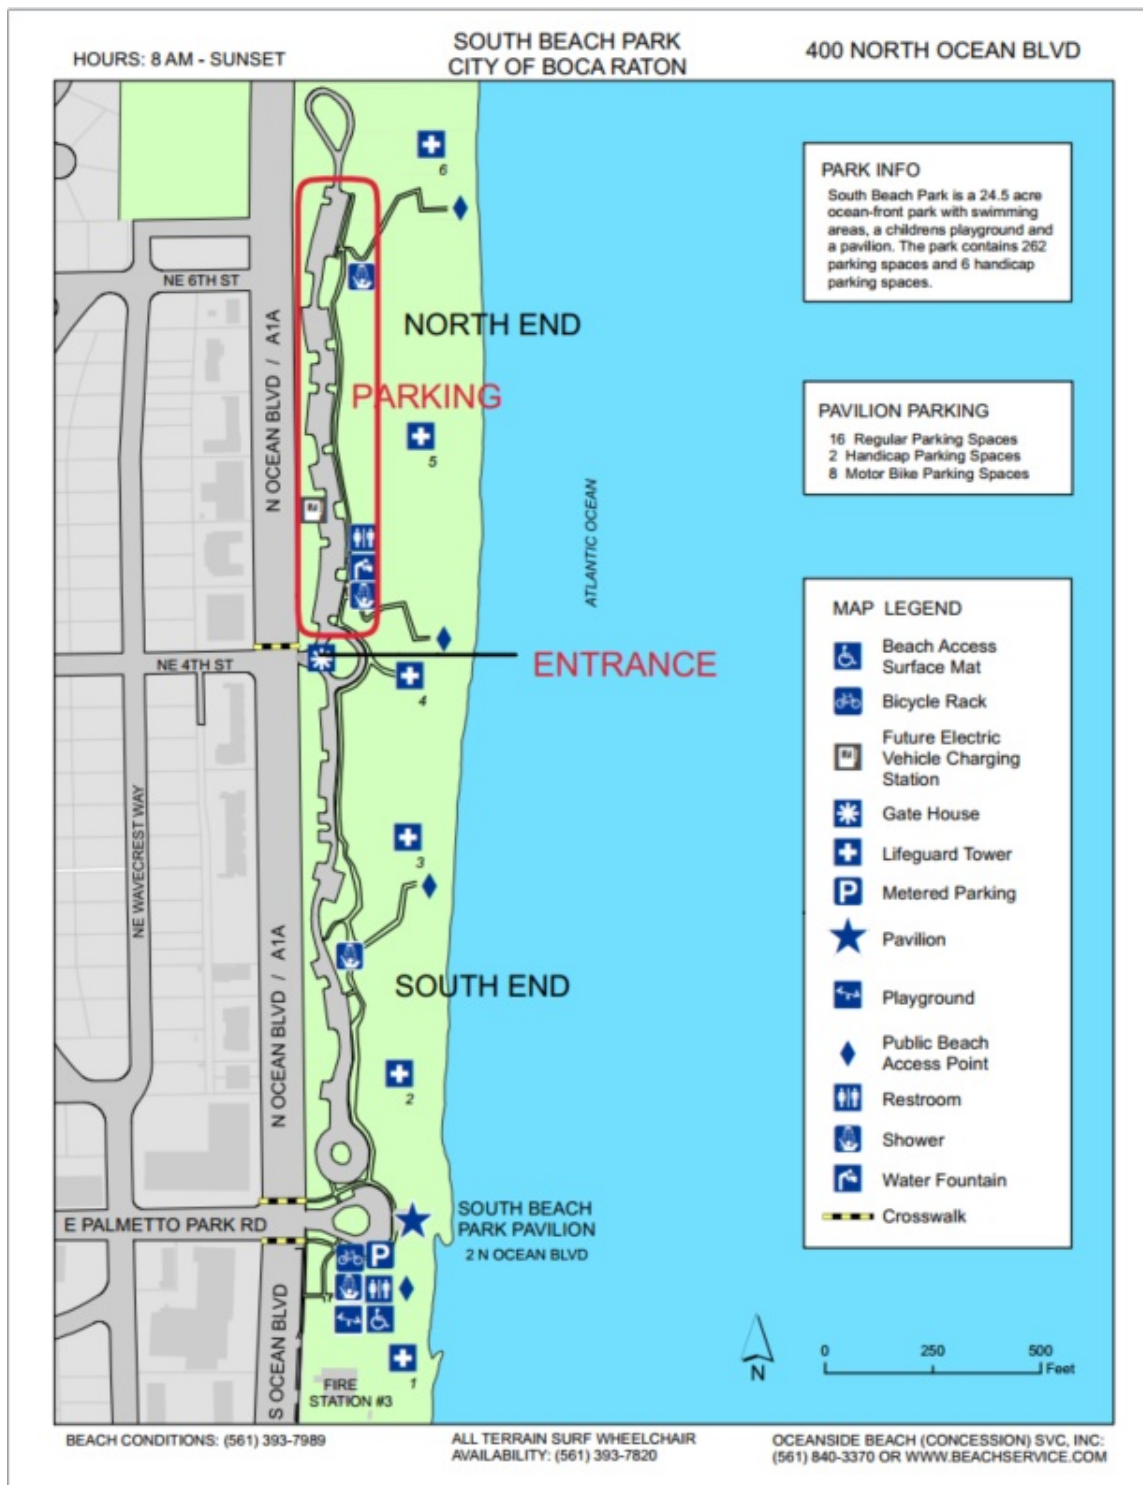 HOURS: 8 AM - SUNSET
SOUTH BEACH PARK
CITY OF BOCA RATON
400 NORTH OCEAN BLVD
6
PARK INFO
South Beach Park is a 24.5 acre
ocean-front park with swimming
areas, a childrens playground and
a pavilion. The park contains 262
parking spaces and 6 handicap
parking spaces.
NE 6TH ST
N OCEAN BLVD / A1A
NORTH END
PARKING
5
PAVILION PARKING
16 Regular Parking Spaces
2 Handicap Parking Spaces
8 Motor Bike Parking Spaces
ATLANTIC OCEAN
NE 4TH ST
ENTRANCE
4
NE WAVECREST WAY
3
N OCEAN BLVD / A1A
SOUTH END
2
MAP LEGEND
Beach Access
Surface Mat
Bicycle Rack
Future Electric
Vehicle Charging
Station
Gate House
Lifeguard Tower
P
Metered Parking
Pavilion
Playground
Public Beach
Access Point
Restroom
Shower
Water Fountain
Crosswalk
E PALMETTO PARK RD
SOUTH BEACH
PARK PAVILION
2 N OCEAN BLVD
P
S OCEAN BLVD
1
FIRE
STATION #3
N
0 250 500
Feet
BEACH CONDITIONS: (561) 393-7989
ALL TERRAIN SURF WHEELCHAIR
AVAILABILITY: (561) 393-7820
OCEANSIDE BEACH (CONCESSION) SVC, INC:
(561) 840-3370 OR WWW.BEACHSERVICE.COM